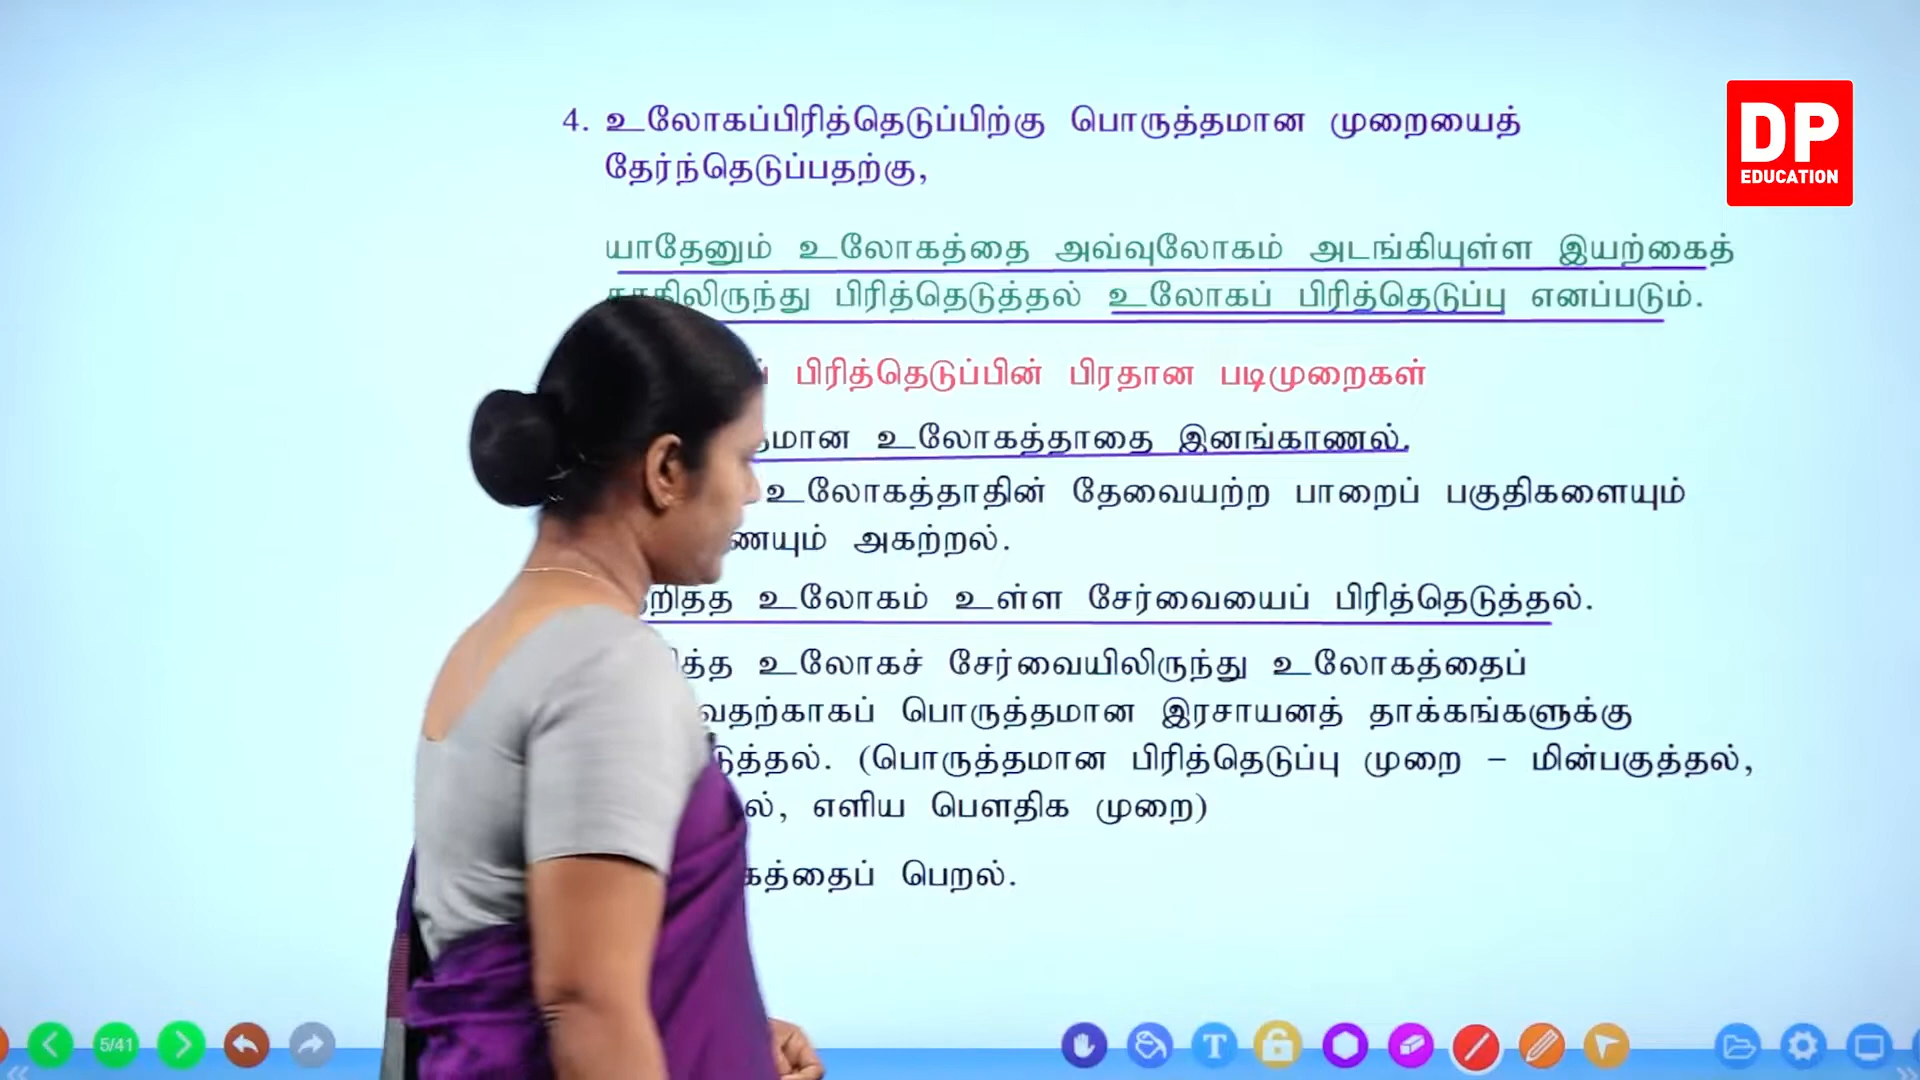 4. உலோகப்பிரித்தெடுப்பிற்கு பொருத்தமான முறையைத்
தேர்ந்தெடுப்பதற்கு,
DP
EDUCATION
யாதேனும் உலோகத்தை அவ்வுலோகம் அடங்கியுள்ள இயற்கைத்
பிரித்தெடுத்தல் உலோகப் பிரித்தெடுப்பு எனப்படும்.
பிரித்தெடுப்பின் பிரதான படிமுறைகள்
உலோகத்தாதை இனங்காணல்.
உலோகத்தாதின் தேவையற்ற பாறைப் பகுதிகளையும்
அகற்றல்.
உலோகம் உள்ள சேர்வையைப் பிரித்தெடுத்தல்.
உலோகச் சேர்வையிலிருந்து உலோகத்தைப்
பொருத்தமான இரசாயனத் தாக்கங்களுக்கு
(பொருத்தமான பிரித்தெடுப்பு முறை – மின்பகுத்தல்,
எளிய பௌதிக முறை)
பெறல்.
5/41
T